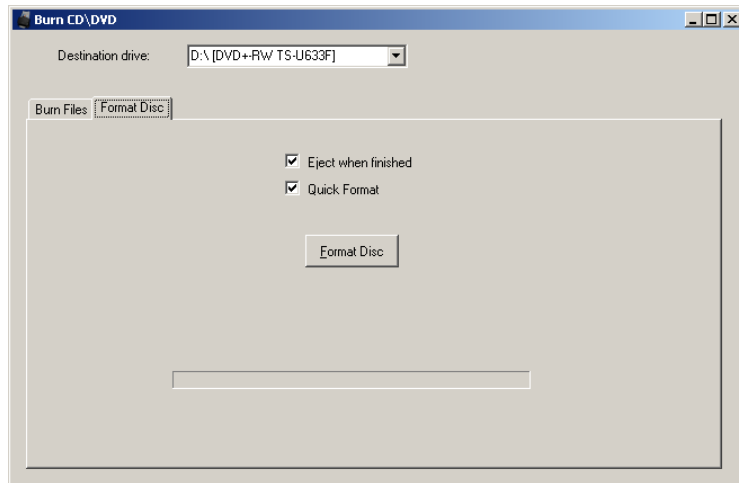 Burn CD\DVD
Destination drive: D:\ [DVD+-RW TS-U633F]
Burn Files Format Disc
Eject when finished
Quick Format
Format Disc